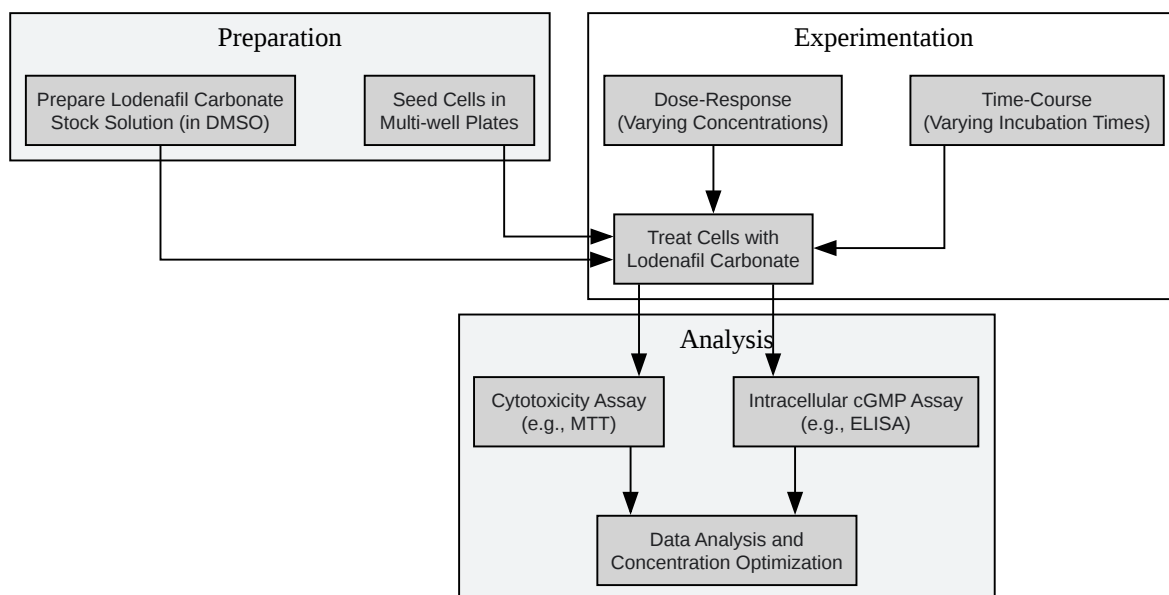 Preparation
Prepare Lodenafil Carbonate
Stock Solution (in DMSO)
Seed Cells in
Multi-well Plates
Experimentation
Dose-Response
(Varying Concentrations)
Time-Course
(Varying Incubation Times)
Treat Cells with
Lodenafil Carbonate
Analysis
Cytotoxicity Assay
(e.g., MTT)
Intracellular cGMP Assay
(e.g., ELISA)
Data Analysis and
Concentration Optimization